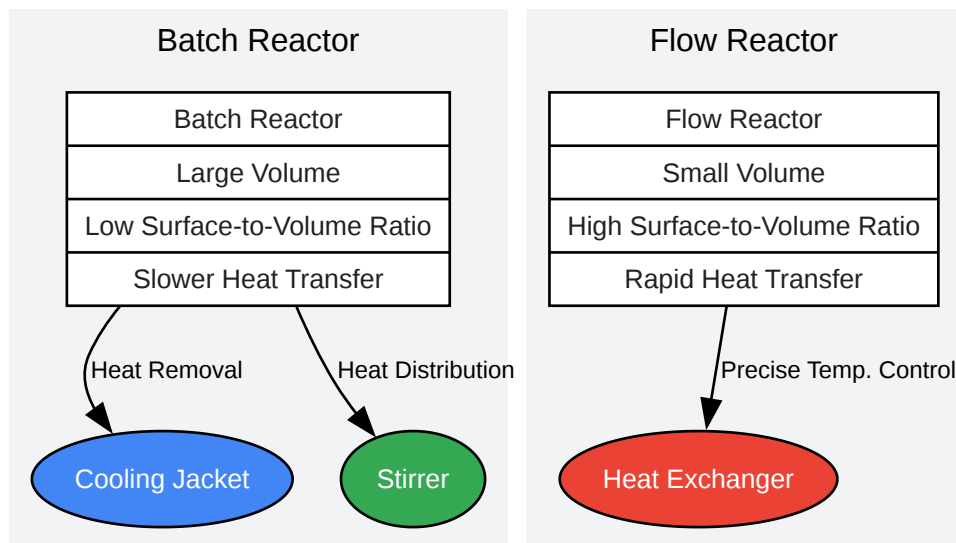 Batch Reactor
Batch Reactor
Large Volume
Low Surface-to-Volume Ratio
Slower Heat Transfer
Heat Removal
Heat Distribution
Cooling Jacket
Stirrer
Flow Reactor
Flow Reactor
Small Volume
High Surface-to-Volume Ratio
Rapid Heat Transfer
Precise Temp. Control
Heat Exchanger